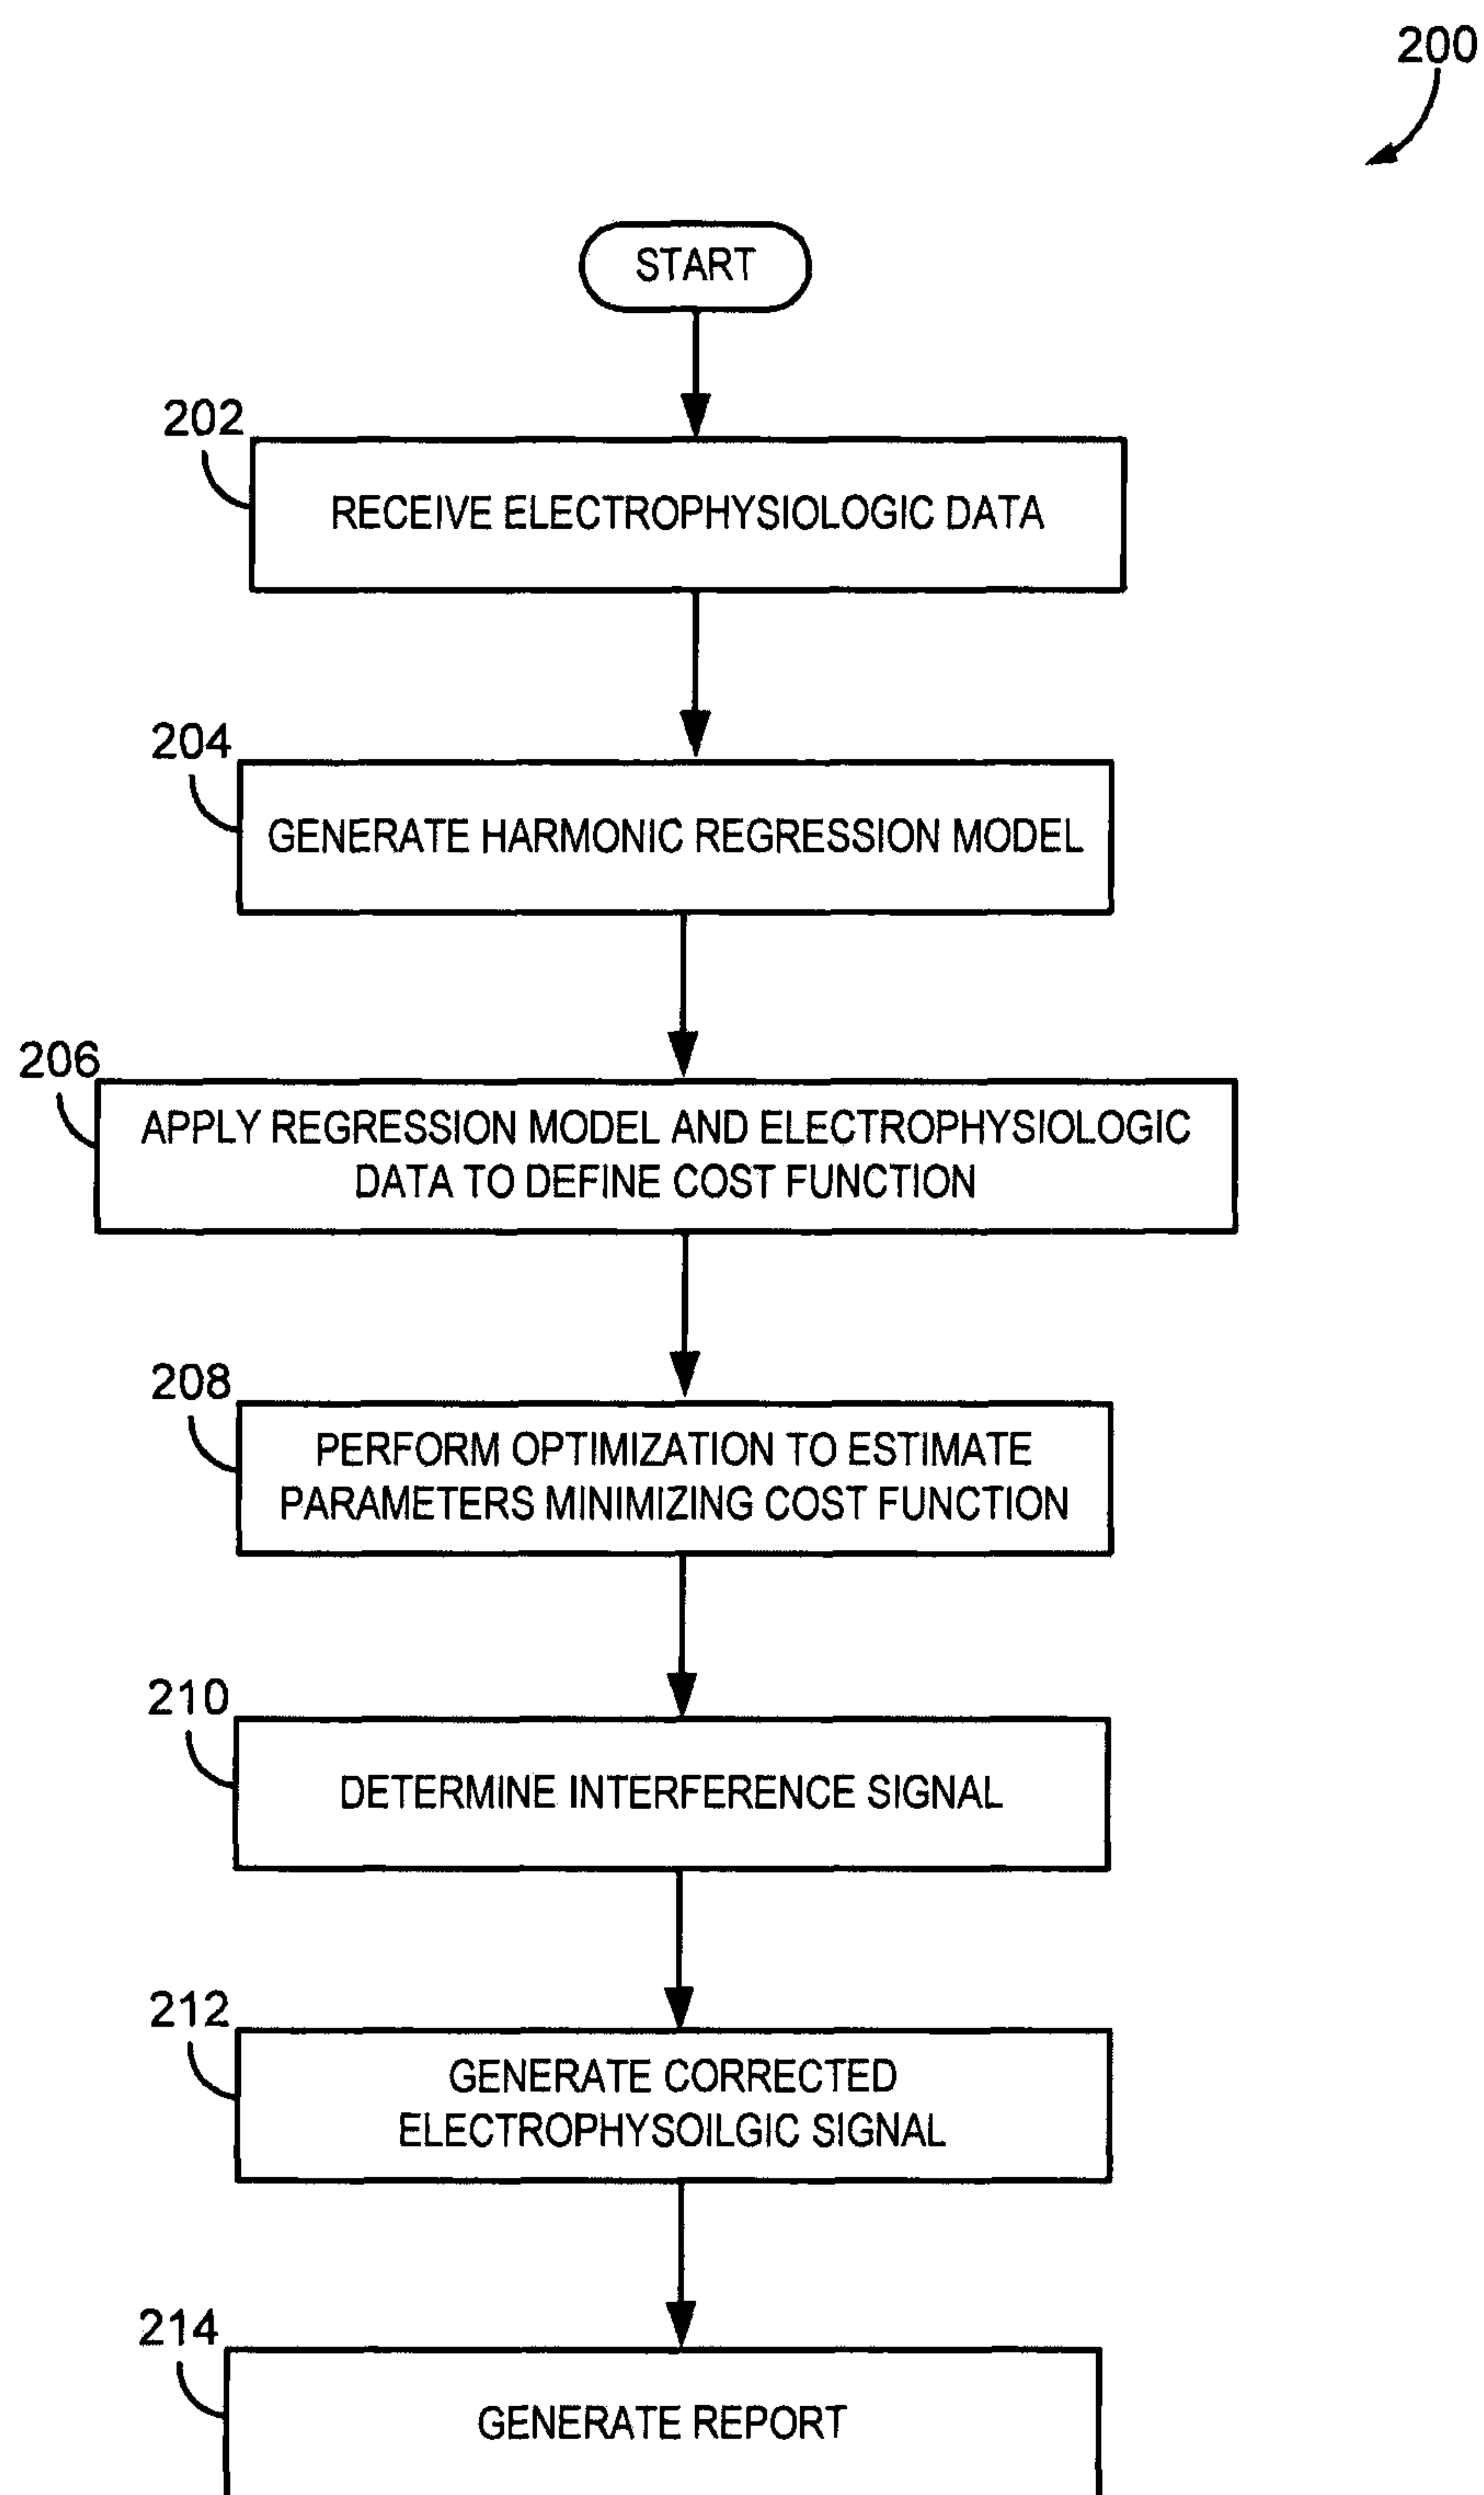 200
START
202
RECEIVE ELECTROPHYSIOLOGIC DATA
204
GENERATE HARMONIC REGRESSION MODEL
206
APPLY REGRESSION MODEL AND ELECTROPHYSIOLOGIC
DATA TO DEFINE COST FUNCTION
208
PERFORM OPTIMIZATION TO ESTIMATE
PARAMETERS MINIMIZING COST FUNCTION
210
DETERMINE INTERFERENCE SIGNAL
212
GENERATE CORRECTED
ELECTROPHYSOILGIC SIGNAL
214
GENERATE REPORT